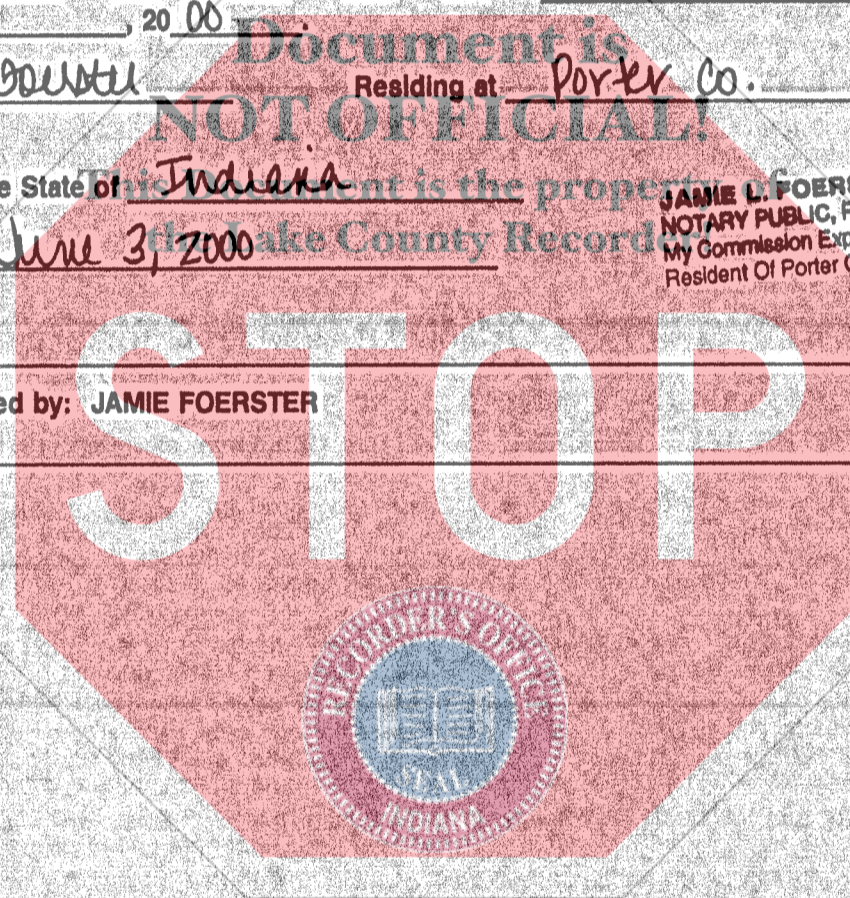 , 20 00 .
Document is
Foerster Residing at Porter Co.
NOT OFFICIAL!
e State of Indiana
This Document is the property of
the Lake County Recorder!
JAMIE L. FOERS
NOTARY PUBLIC, P
My Commission Exp
Resident Of Porter C
June 3, 2000
STOP
ed by: JAMIE FOERSTER
RECORDER'S OFFICE
SEAL
INDIANA